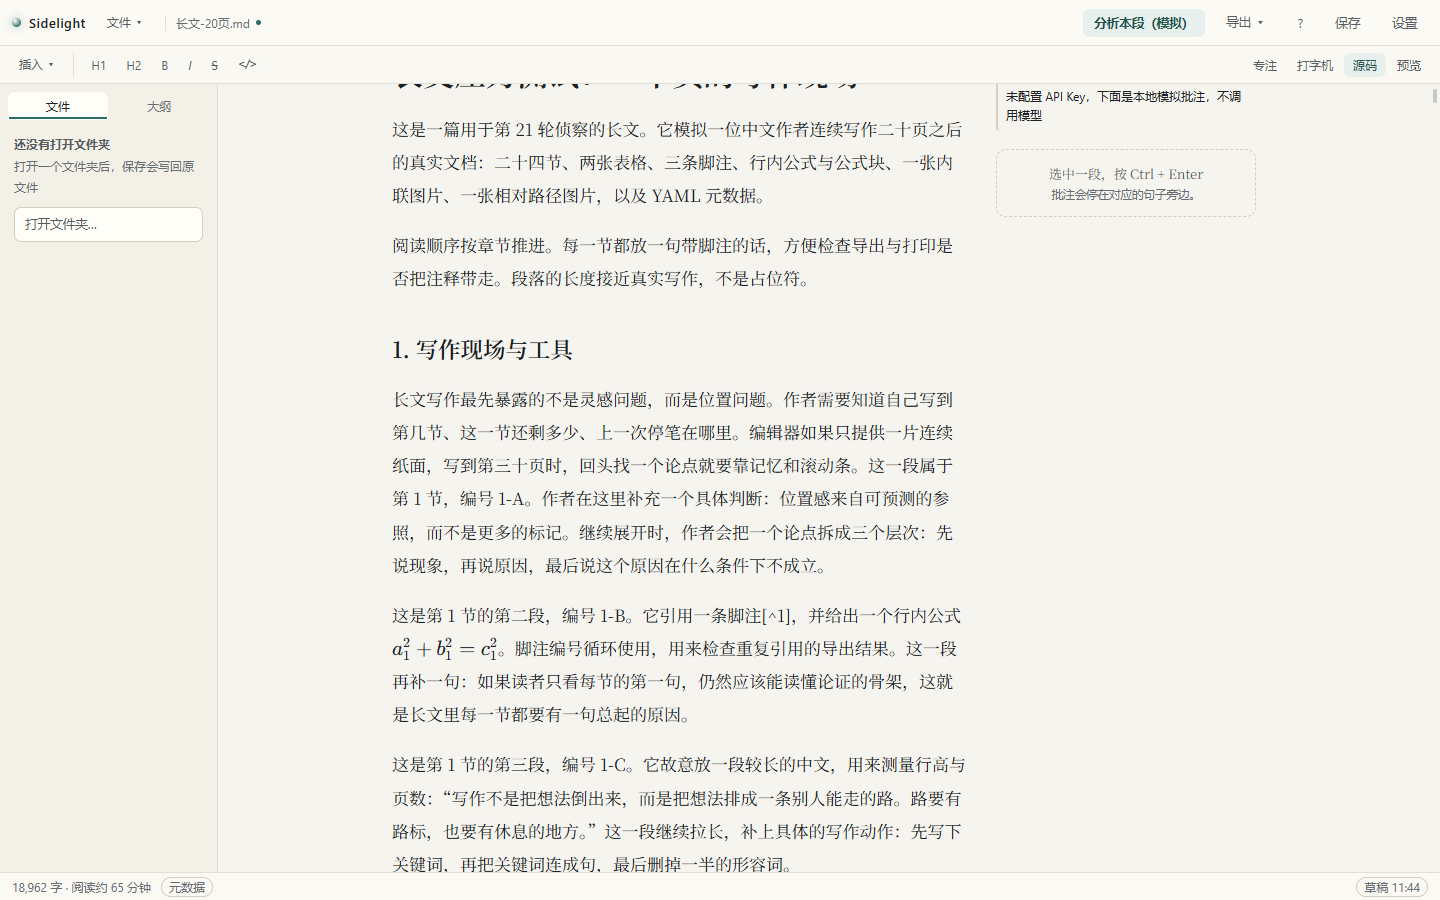 Sidelight 文件 长文-20页.md 分析本段（模拟） 导出 ? 保存 设置
插入 H1 H2 B I S </> 专注 打字机 源码 预览
文件 大纲
还没有打开文件夹
打开一个文件夹后，保存会写回原
文件
打开文件夹...
这是一篇用于第 21 轮侦察的长文。它模拟一位中文作者连续写作二十页之后
的真实文档：二十四节、两张表格、三条脚注、行内公式与公式块、一张内
联图片、一张相对路径图片，以及 YAML 元数据。
阅读顺序按章节推进。每一节都放一句带脚注的话，方便检查导出与打印是
否把注释带走。段落的长度接近真实写作，不是占位符。
1. 写作现场与工具
长文写作最先暴露的不是灵感问题，而是位置问题。作者需要知道自己写到
第几节、这一节还剩多少、上一次停笔在哪里。编辑器如果只提供一片连续
纸面，写到第三十页时，回头找一个论点就要靠记忆和滚动条。这一段属于
第 1 节，编号 1-A。作者在这里补充一个具体判断：位置感来自可预测的参
照，而不是更多的标记。继续展开时，作者会把一个论点拆成三个层次：先
说现象，再说原因，最后说这个原因在什么条件下不成立。
这是第 1 节的第二段，编号 1-B。它引用一条脚注[^1]，并给出一个行内公式
a₁² + b₁² = c₁²。脚注编号循环使用，用来检查重复引用的导出结果。这一段
再补一句：如果读者只看每节的第一句，仍然应该能读懂论证的骨架，这就
是长文里每一节都要有一句总起的原因。
这是第 1 节的第三段，编号 1-C。它故意放一段较长的中文，用来测量行高与
页数：“写作不是把想法倒出来，而是把想法排成一条别人能走的路。路要有
路标，也要有休息的地方。”这一段继续拉长，补上具体的写作动作：先写下
关键词，再把关键词连成句，最后删掉一半的形容词。
未配置 API Key，下面是本地模拟批注，不调
用模型
选中一段，按 Ctrl + Enter
批注会停在对应的句子旁边。
18,962 字 · 阅读约 65 分钟 元数据 草稿 11:44